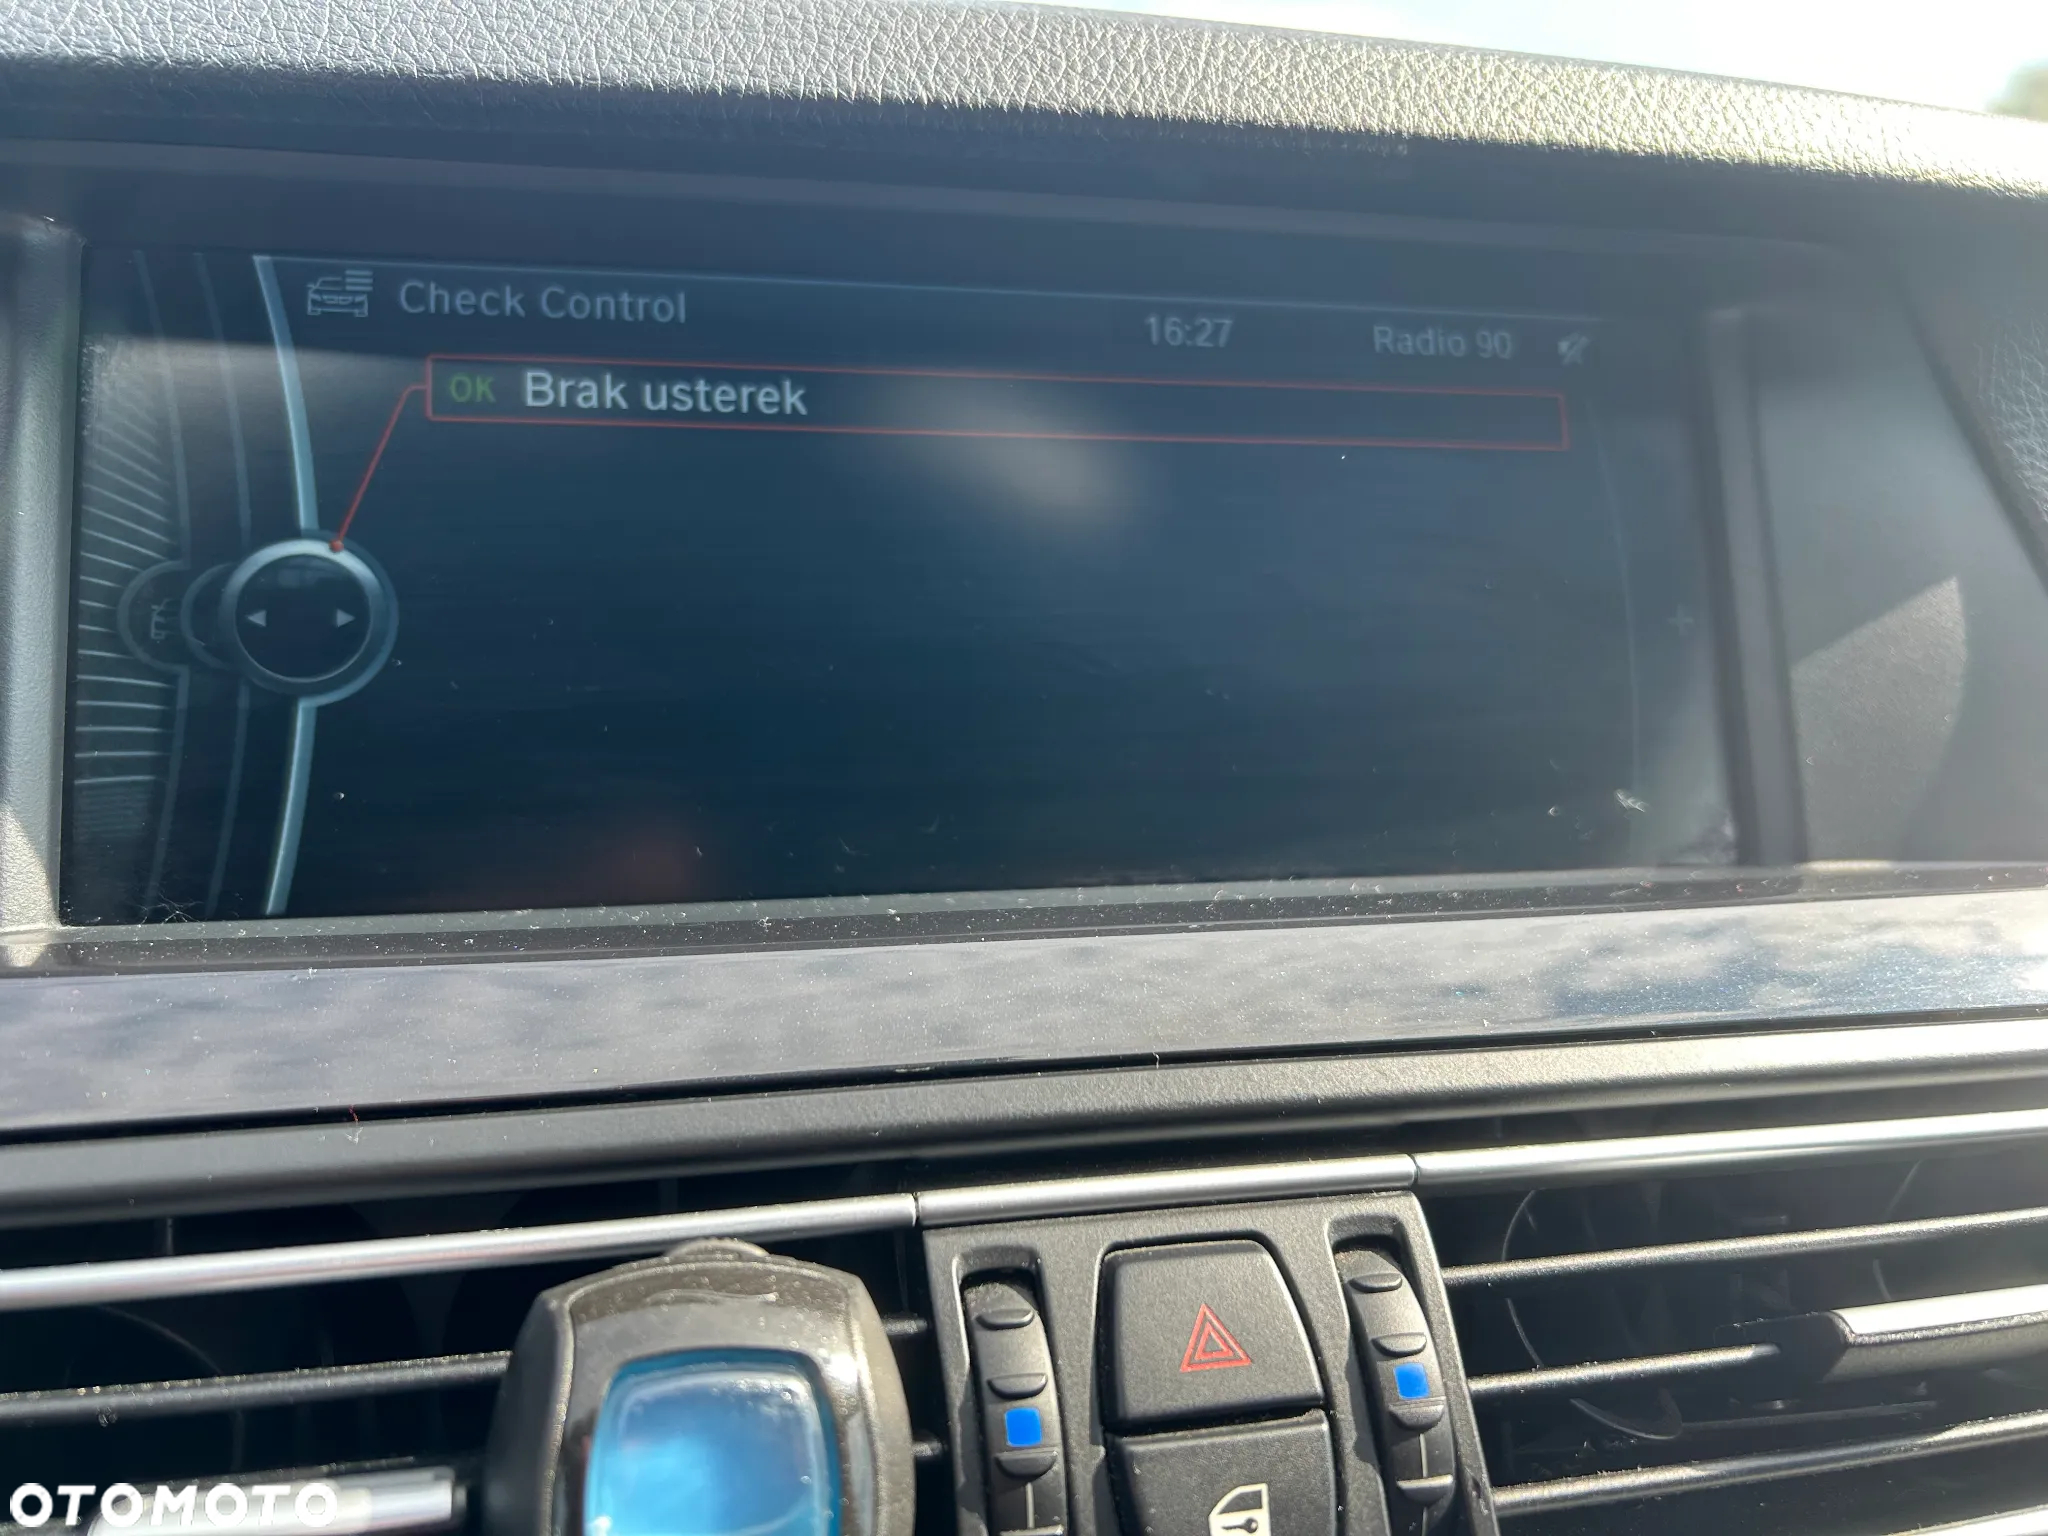 Check Control
16:27
Radio 90
OK Brak usterek
OTOMOTO